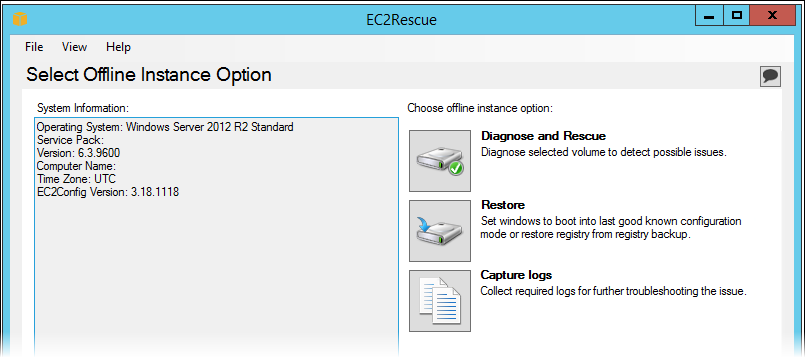 EC2Rescue
File View Help
Select Offline Instance Option
System Information:
Operating System: Windows Server 2012 R2 Standard
Service Pack:
Version: 6.3.9600
Computer Name:
Time Zone: UTC
EC2Config Version: 3.18.1118
Choose offline instance option:
Diagnose and Rescue
Diagnose selected volume to detect possible issues.
Restore
Set windows to boot into last good known configuration
mode or restore registry from registry backup.
Capture logs
Collect required logs for further troubleshooting the issue.